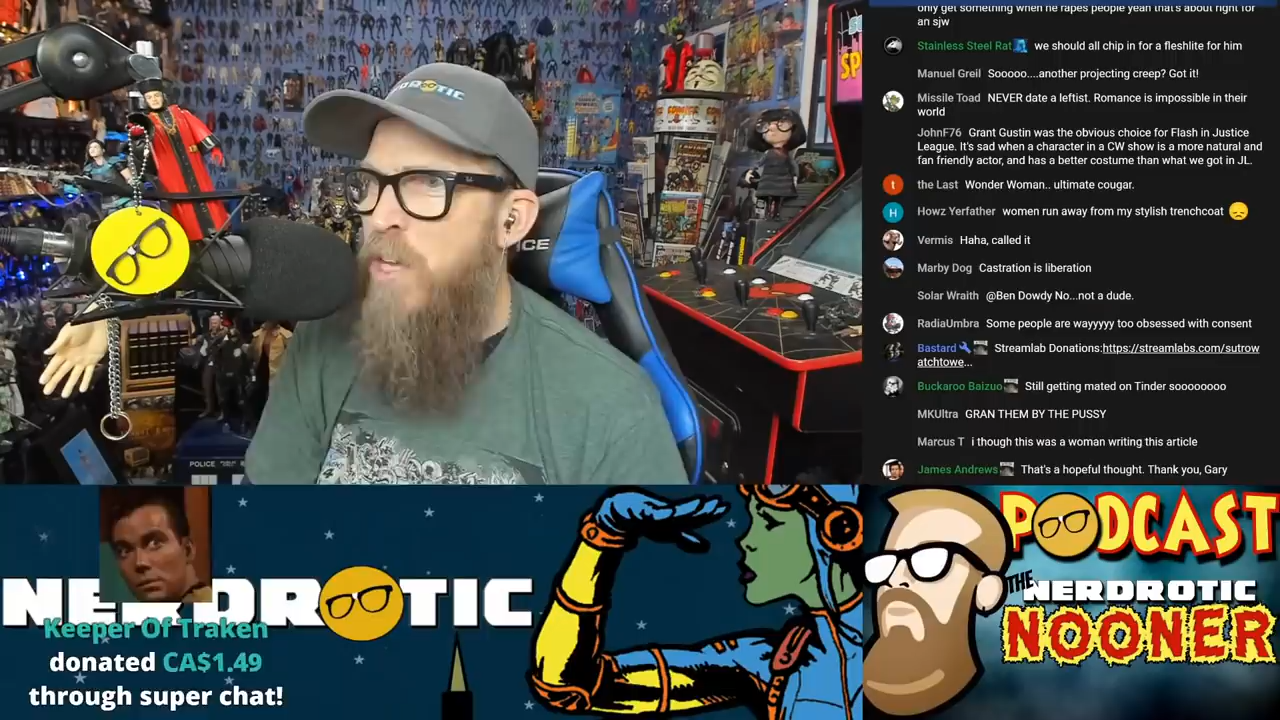 only get something when he rapes people yeah that's about right for
an sjw
Stainless Steel Rat we should all chip in for a fleshlite for him
Manuel Greil Sooooo....another projecting creep? Got it!
Missile Toad NEVER date a leftist. Romance is impossible in their
world
JohnF76 Grant Gustin was the obvious choice for Flash in Justice
League. It's sad when a character in a CW show is a more natural and
fan friendly actor, and has a better costume than what we got in JL.
t the Last Wonder Woman.. ultimate cougar.
H Howz Yerfather women run away from my stylish trenchcoat 😞
Vermis Haha, called it
Marby Dog Castration is liberation
Solar Wraith @Ben Dowdy No...not a dude.
RadiaUmbra Some people are wayyyyy too obsessed with consent
Bastard Streamlab Donations:https://streamlabs.com/sutrow
atchtowe...
Buckaroo Baizuo Still getting mated on Tinder soooooooo
MKUltra GRAN THEM BY THE PUSSY
Marcus T i though this was a woman writing this article
James Andrews That's a hopeful thought. Thank you, Gary
SP
COMICS
ICE
POLICE
NERDROTIC
Keeper Of Traken
donated CA$1.49
through super chat!
PODCAST
THE NERDROTIC
NOONER